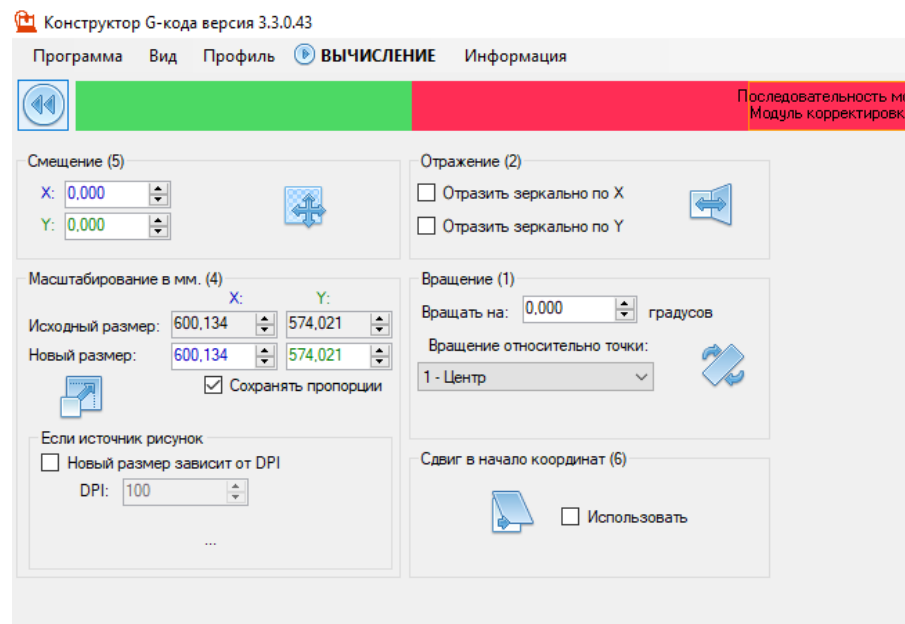 Конструктор G-кода версия 3.3.0.43
Программа Вид Профиль ВЫЧИСЛЕНИЕ Информация
Последовательность
Модуль
Смещение (5)
X: 0,000
Y: 0,000
Отражение (2)
Отразить зеркально по X
Отразить зеркально по Y
Масштабирование в мм. (4)
X: Y:
Исходный размер: 600,134 574,021
Новый размер: 600,134 574,021
Сохранять пропорции
Если источник рисунок
Новый размер зависит от DPI
DPI: 100
...
Вращение (1)
Вращать на: 0,000 градусов
Вращение относительно точки:
1 - Центр
Сдвиг в начало координат (6)
Использовать